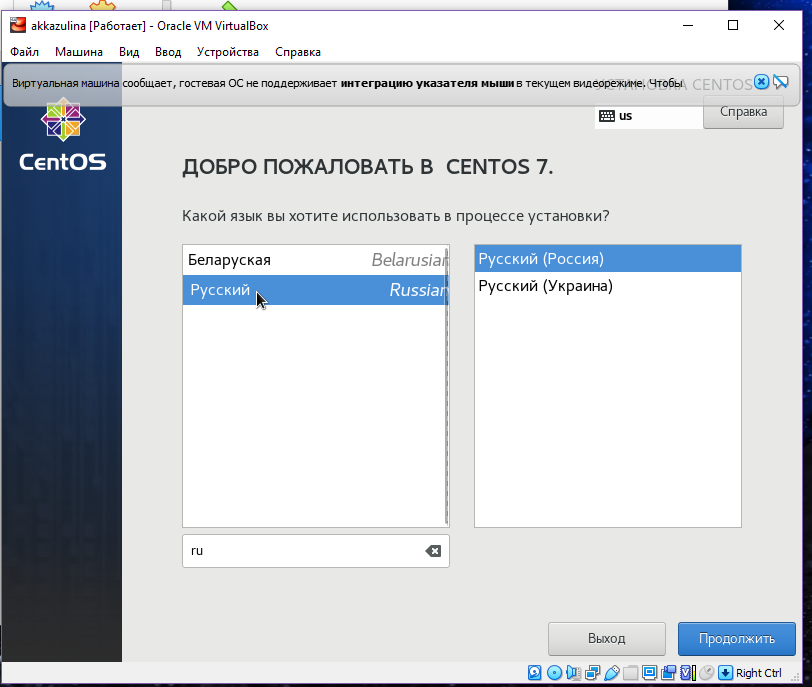 akkazulina [Работает] - Oracle VM VirtualBox
Файл Машина Вид Ввод Устройства Справка
Виртуальная машина сообщает, гостевая ОС не поддерживает интеграцию указателя мыши в текущем видеорежиме. Чтобы
УСТАНОВКА CENTOS
us
Справка
CentOS
ДОБРО ПОЖАЛОВАТЬ В CENTOS 7.
Какой язык вы хотите использовать в процессе установки?
Беларуская Belarusian
Русский Russian
Русский (Россия)
Русский (Украина)
ru
Выход
Продолжить
Right Ctrl